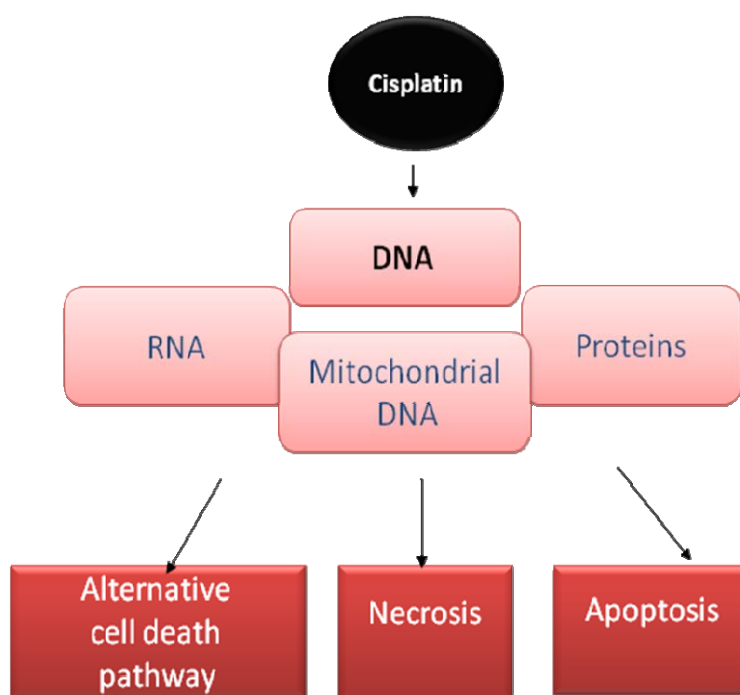 Cisplatin
DNA
RNA
Mitochondrial
DNA
Proteins
Alternative
cell death
pathway
Necrosis
Apoptosis